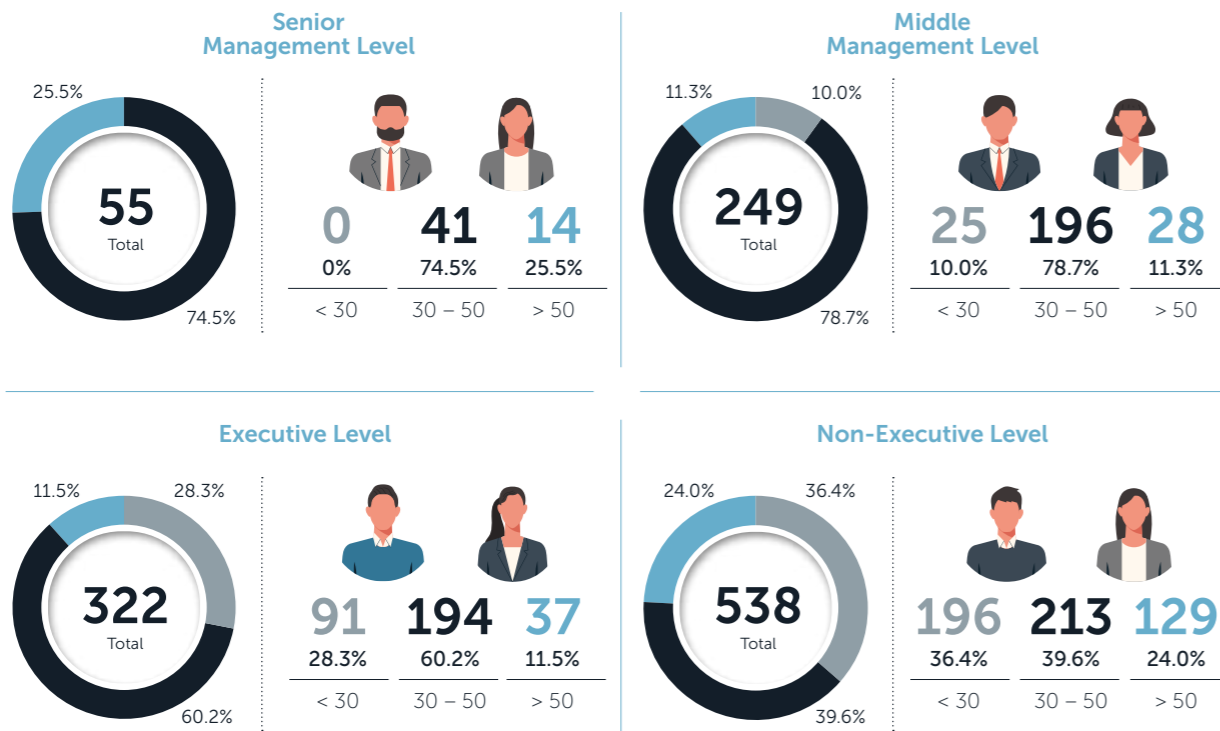 Senior
Management Level
25.5%
55
Total
74.5%
0 41 14
0% 74.5% 25.5%
< 30 30 – 50 > 50
Middle
Management Level
11.3% 10.0%
249
Total
78.7%
25 196 28
10.0% 78.7% 11.3%
< 30 30 – 50 > 50
Executive Level
11.5% 28.3%
322
Total
60.2%
91 194 37
28.3% 60.2% 11.5%
< 30 30 – 50 > 50
Non-Executive Level
24.0% 36.4%
538
Total
39.6%
196 213 129
36.4% 39.6% 24.0%
< 30 30 – 50 > 50